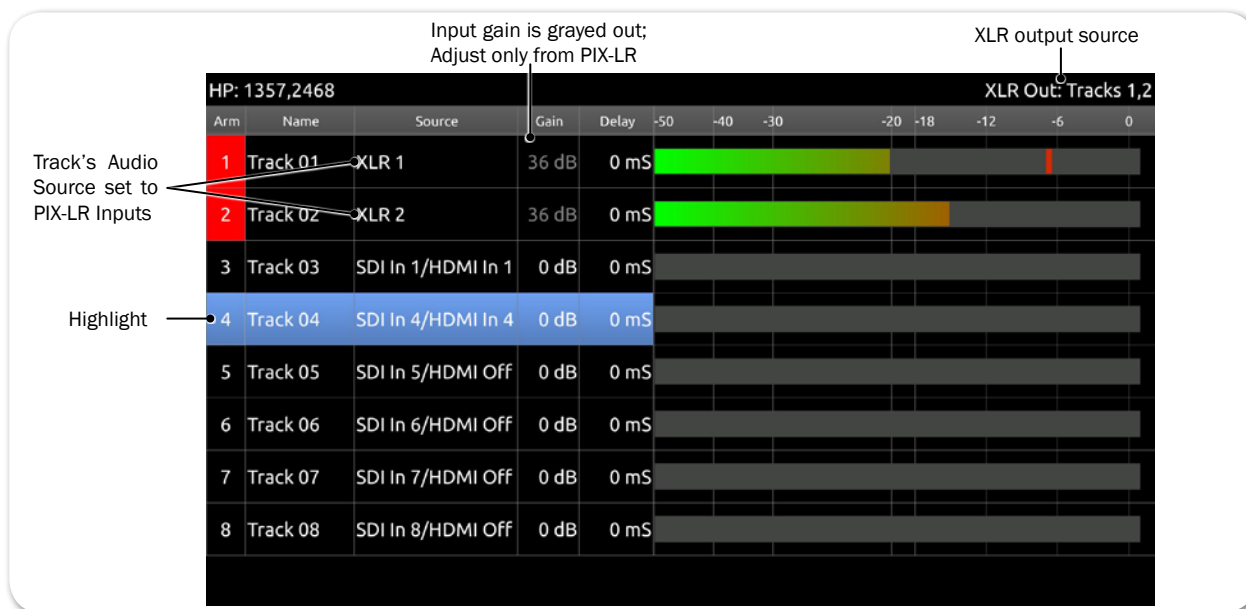 Input gain is grayed out;
Adjust only from PIX-LR
XLR output source
HP: 1357,2468
XLR Out: Tracks 1,2
Arm Name Source Gain Delay -50 -40 -30 -20 -18 -12 -6 0
Track's Audio
Source set to
PIX-LR Inputs
1 Track 01 XLR 1 36 dB 0 mS
2 Track 02 XLR 2 36 dB 0 mS
3 Track 03 SDI In 1/HDMI In 1 0 dB 0 mS
Highlight
4 Track 04 SDI In 4/HDMI In 4 0 dB 0 mS
5 Track 05 SDI In 5/HDMI Off 0 dB 0 mS
6 Track 06 SDI In 6/HDMI Off 0 dB 0 mS
7 Track 07 SDI In 7/HDMI Off 0 dB 0 mS
8 Track 08 SDI In 8/HDMI Off 0 dB 0 mS